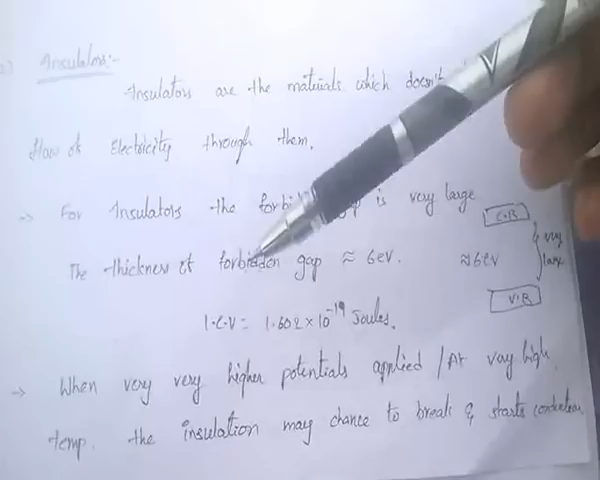 Insulators:-
Insulators are the materials which doesn't
flow of Electricity through them.
→ For Insulators the forbi is very large
C.B
The thickness of forbidden gap ≈ 6eV.
≈6eV
very large
V.B
1.e.V = 1.602 x 10⁻¹⁹ Joules.
→ When very very higher potentials applied /At very high
temp. the insulation may chance to break & starts conduction